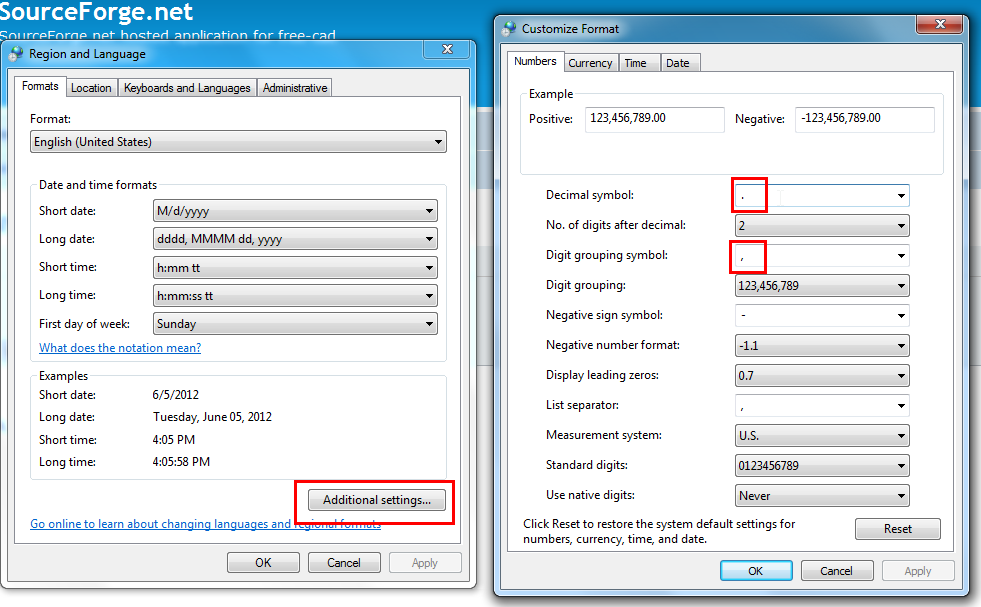 SourceForge.net
SourceForge.net hosted application for free-cad
Region and Language
Formats Location Keyboards and Languages Administrative
Format:
English (United States)
Date and time formats
Short date: M/d/yyyy
Long date: dddd, MMMM dd, yyyy
Short time: h:mm tt
Long time: h:mm:ss tt
First day of week: Sunday
What does the notation mean?
Examples
Short date: 6/5/2012
Long date: Tuesday, June 05, 2012
Short time: 4:05 PM
Long time: 4:05:58 PM
Additional settings...
Go online to learn about changing languages and regional formats
OK Cancel Apply
Customize Format
Numbers Currency Time Date
Example
Positive: 123,456,789.00 Negative: -123,456,789.00
Decimal symbol: .
No. of digits after decimal: 2
Digit grouping symbol: ,
Digit grouping: 123,456,789
Negative sign symbol: -
Negative number format: -1.1
Display leading zeros: 0.7
List separator: ,
Measurement system: U.S.
Standard digits: 0123456789
Use native digits: Never
Click Reset to restore the system default settings for
numbers, currency, time, and date.
Reset
OK Cancel Apply